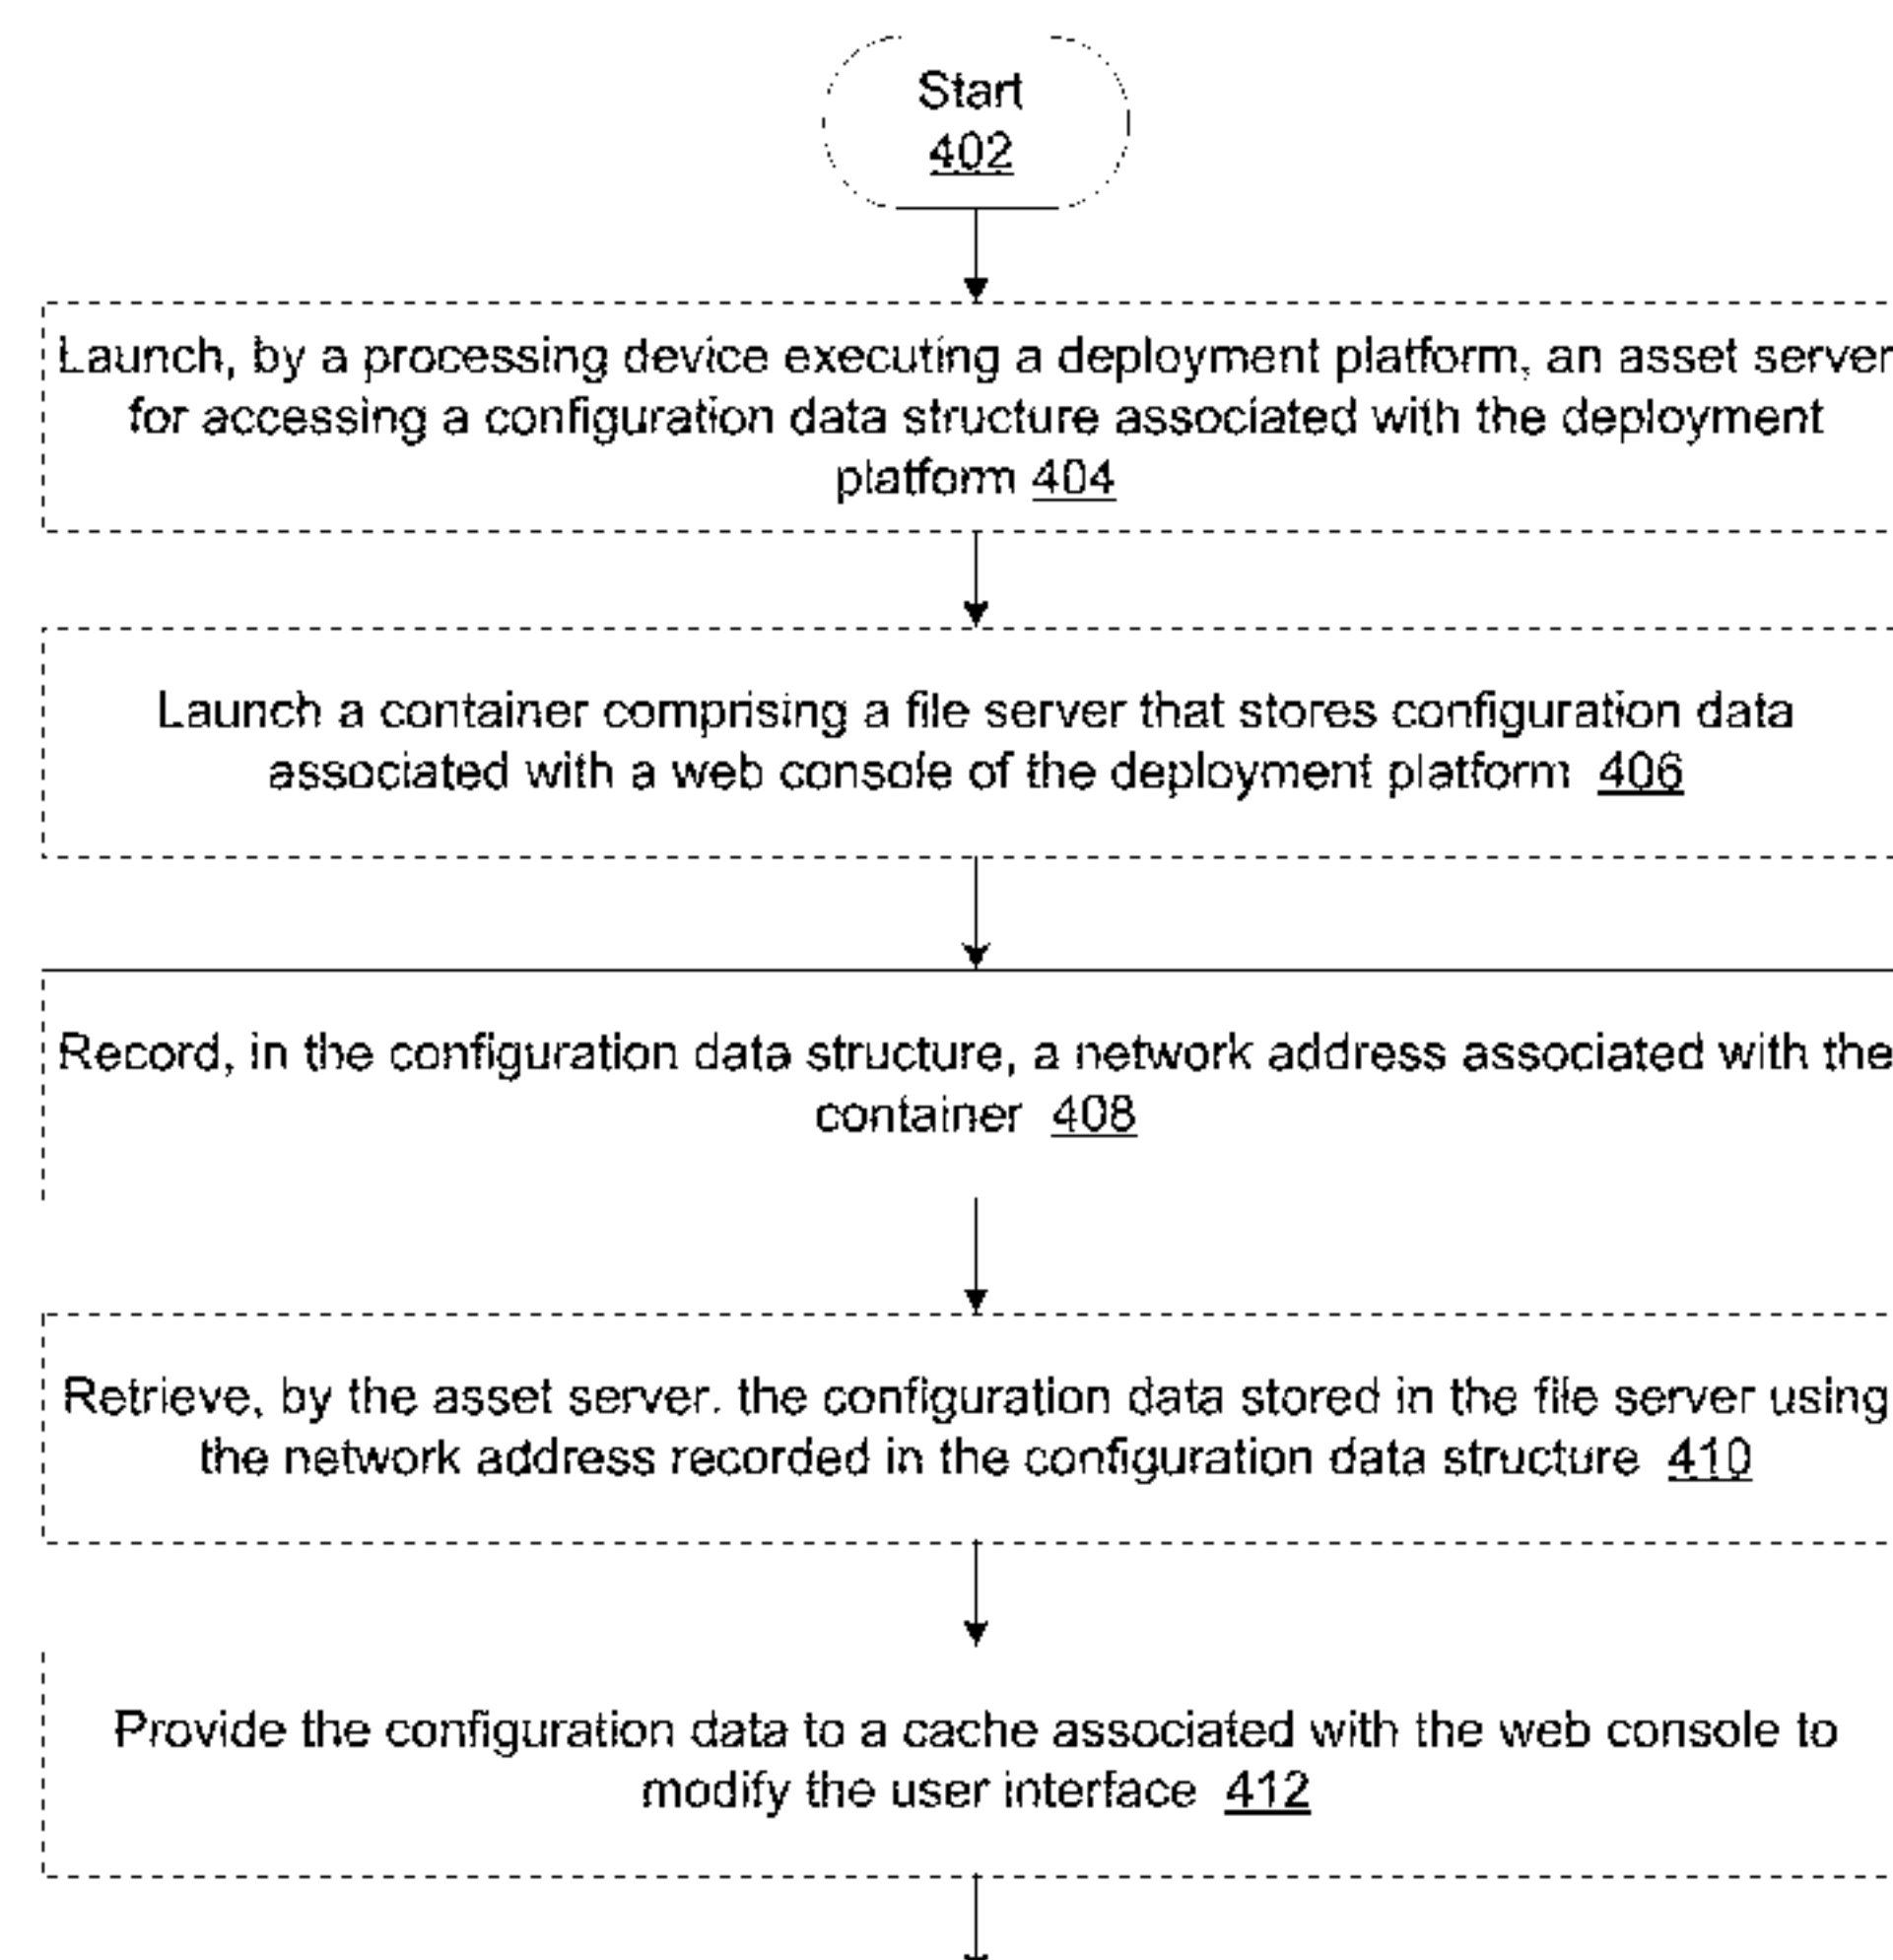 Start
402
Launch, by a processing device executing a deployment platform, an asset server
for accessing a configuration data structure associated with the deployment
platform 404
Launch a container comprising a file server that stores configuration data
associated with a web console of the deployment platform 406
Record, in the configuration data structure, a network address associated with the
container 408
Retrieve, by the asset server, the configuration data stored in the file server using
the network address recorded in the configuration data structure 410
Provide the configuration data to a cache associated with the web console to
modify the user interface 412